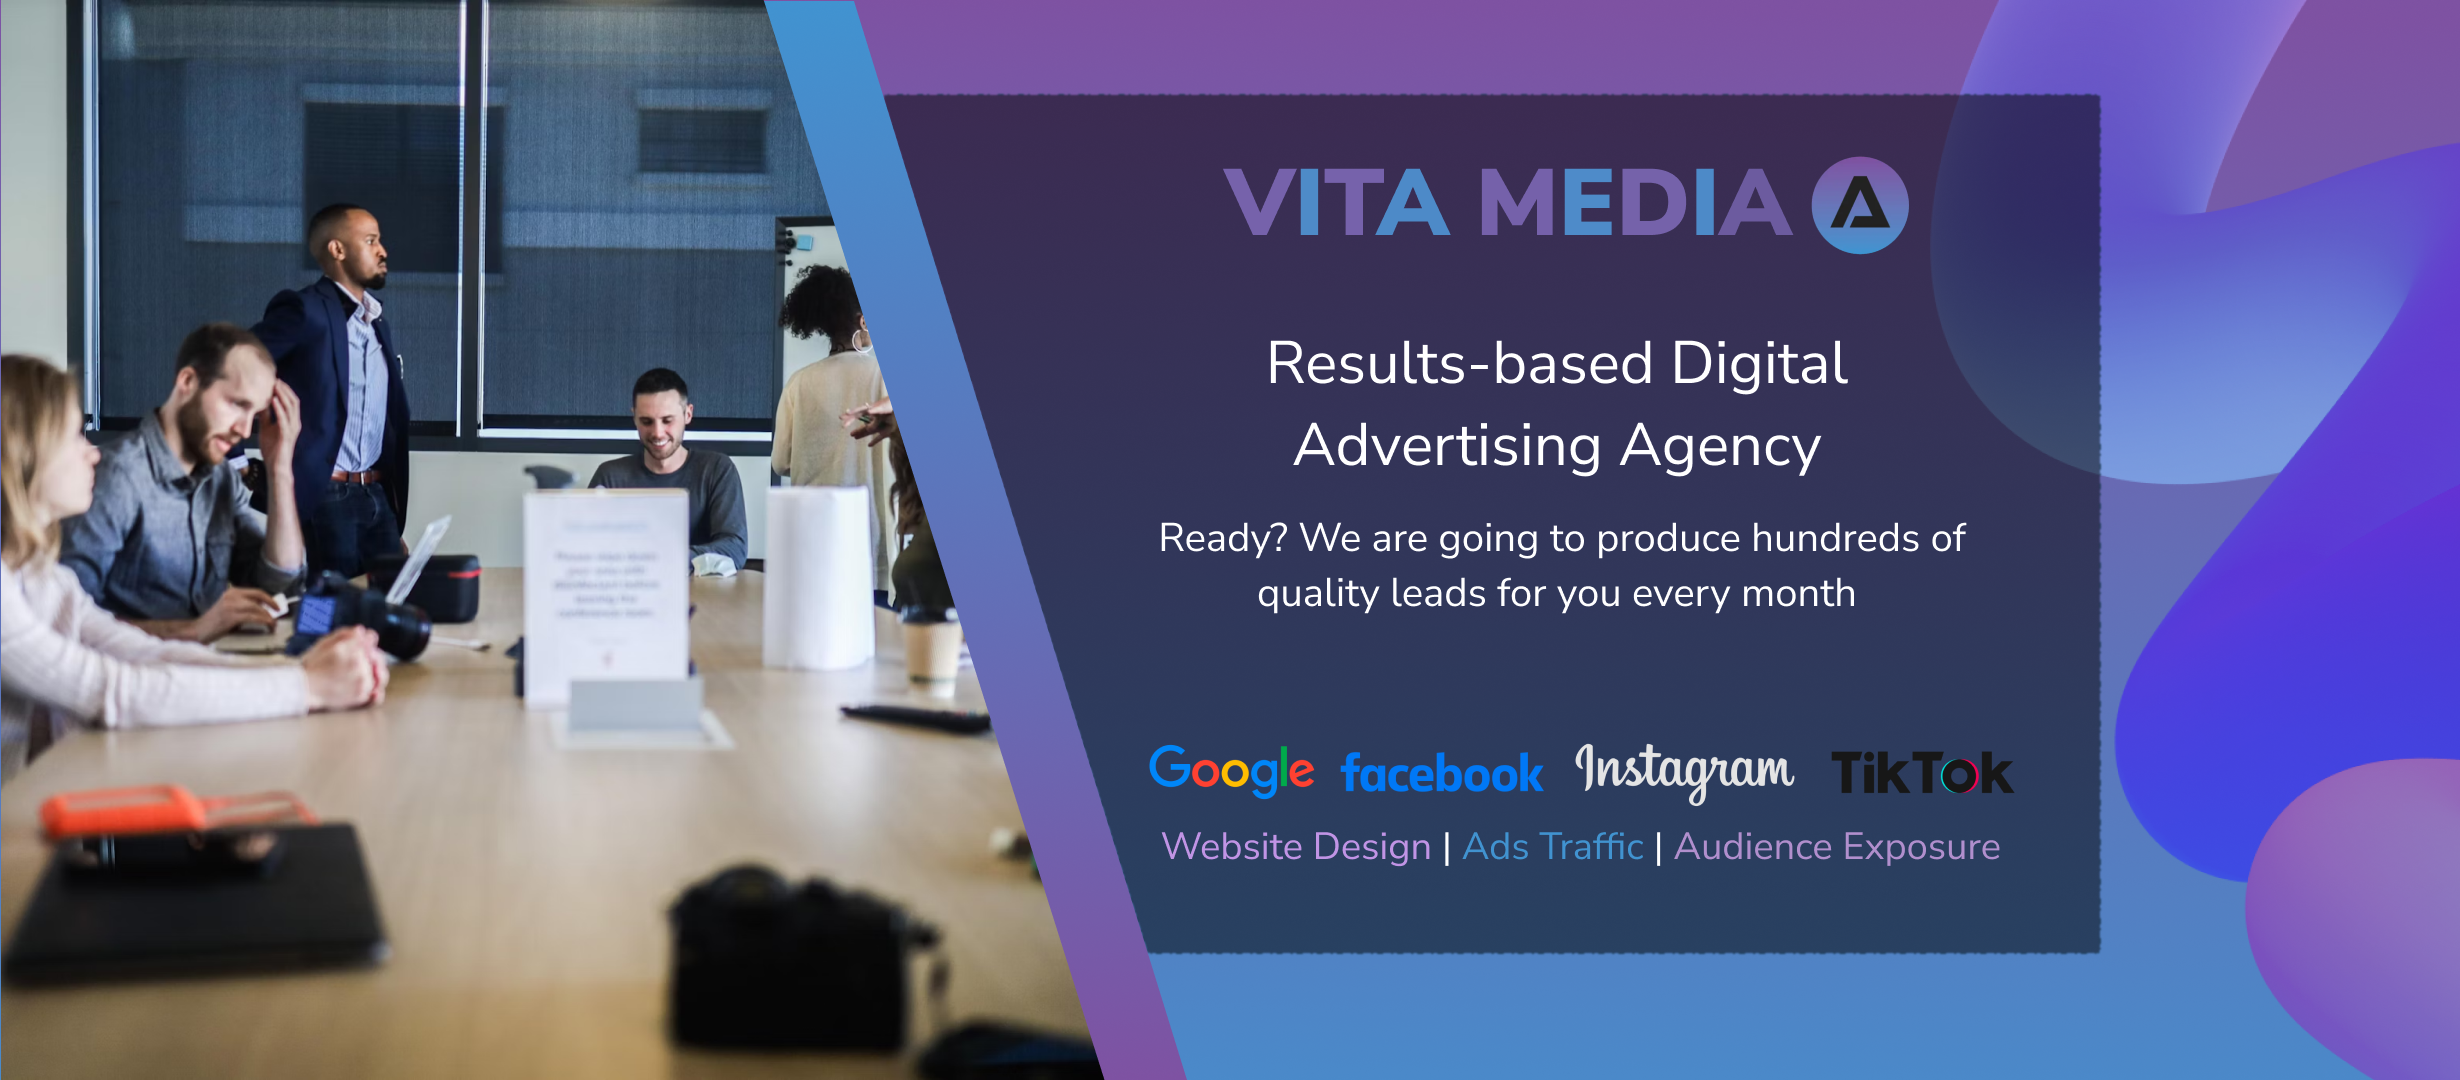 VITA MEDIA
Results-based Digital
Advertising Agency
Ready? We are going to produce hundreds of
quality leads for you every month
Google facebook Instagram TikTok
Website Design | Ads Traffic | Audience Exposure